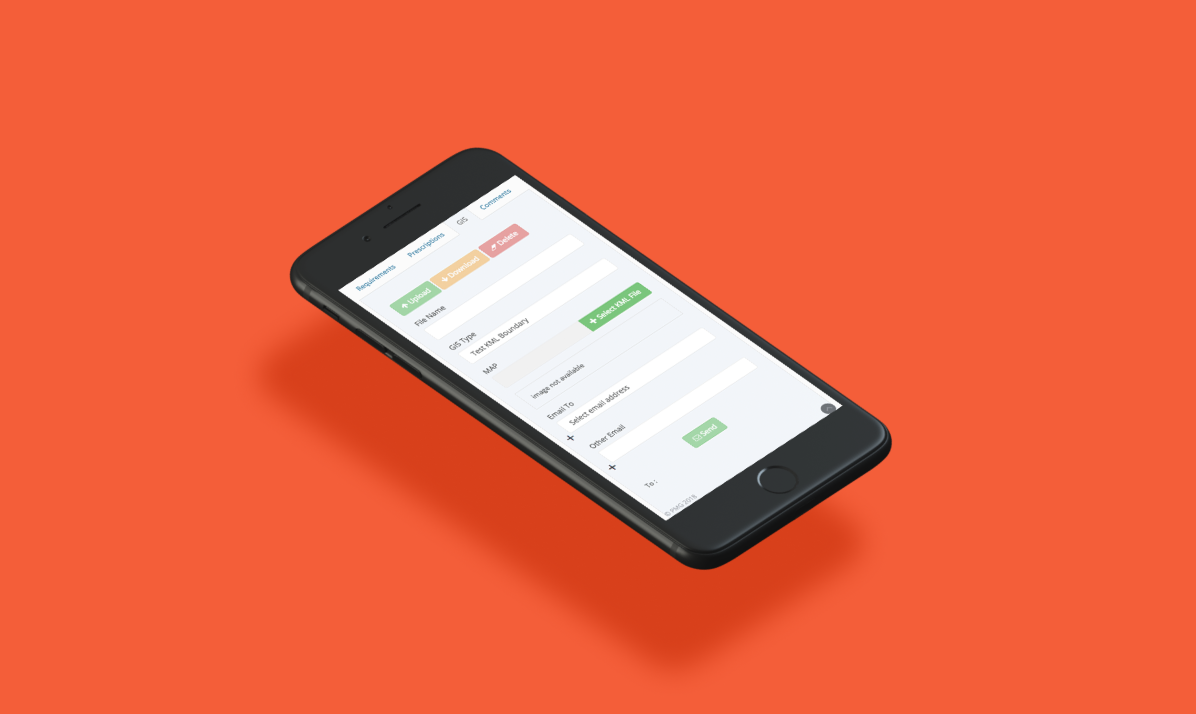 Requirements Prescriptions GIS Comments
Upload Download Delete
File Name
GIS Type
Test KML Boundary
MAP
Select KML File
image not available
Email To
Select email address
+
Other Email
+
Send
To :
© PMG 2018